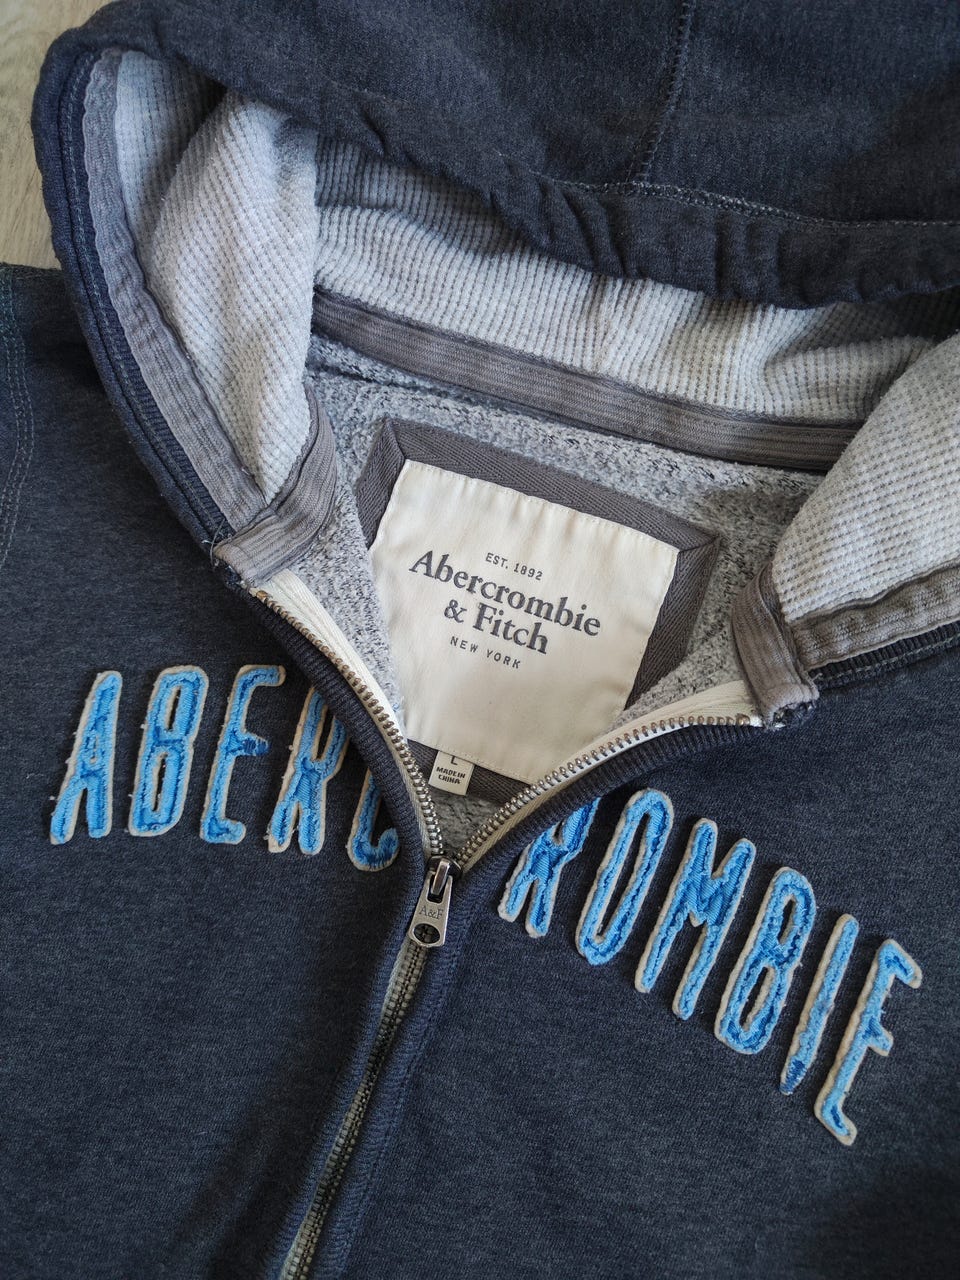 EST. 1892
Abercrombie
& Fitch
NEW YORK
L
MADE IN
CHINA
ABERC
ROMBIE
A&F